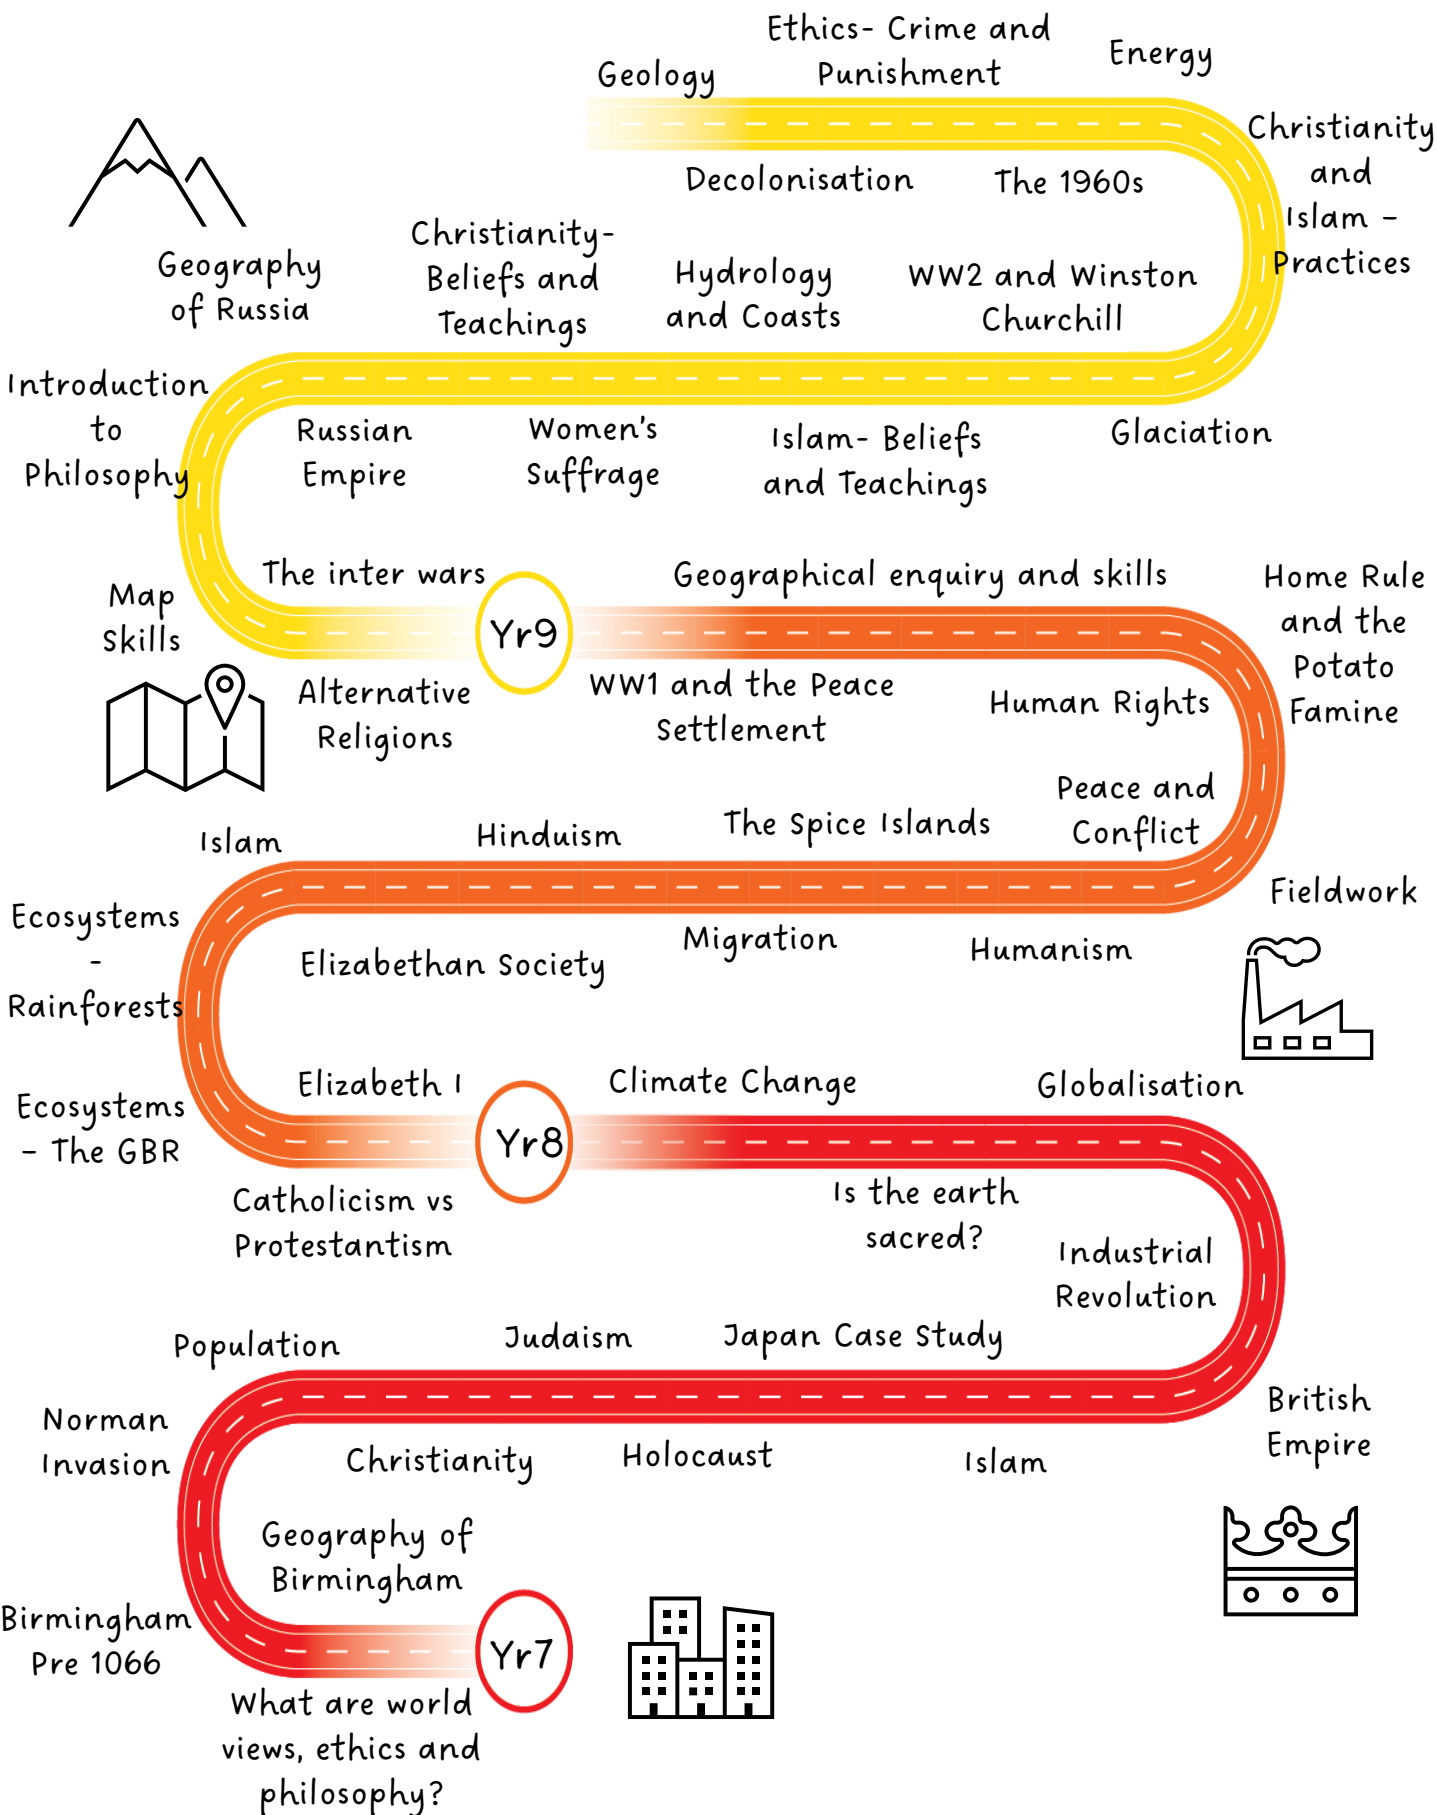 Ethics- Crime and
Punishment
Energy
Geology
Christianity
and
Islam -
Practices
Decolonisation
The 1960s
Geography
of Russia
Christianity-
Beliefs and
Teachings
Hydrology
and Coasts
WW2 and Winston
Churchill
Introduction
to
Philosophy
Russian
Empire
Women's
Suffrage
Islam- Beliefs
and Teachings
Glaciation
Map
Skills
The inter wars
Yr9
Geographical enquiry and skills
Home Rule
and the
Potato
Famine
Alternative
Religions
WW1 and the Peace
Settlement
Human Rights
Peace and
Conflict
Islam
Hinduism
The Spice Islands
Fieldwork
Ecosystems
-
Rainforests
Elizabethan Society
Migration
Humanism
Ecosystems
- The GBR
Elizabeth I
Yr8
Climate Change
Globalisation
Catholicism vs
Protestantism
Is the earth
sacred?
Industrial
Revolution
Population
Judaism
Japan Case Study
British
Empire
Norman
Invasion
Christianity
Holocaust
Islam
Geography of
Birmingham
Birmingham
Pre 1066
Yr7
What are world
views, ethics and
philosophy?